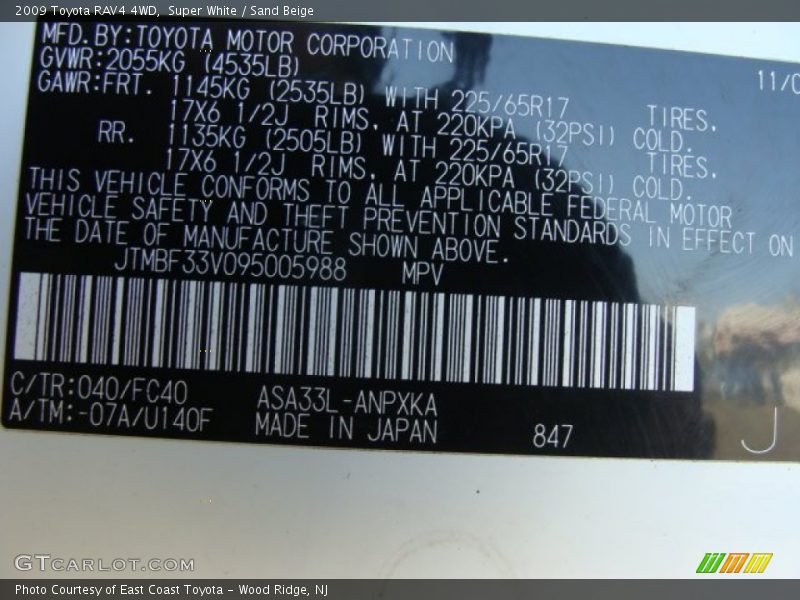 2009 Toyota RAV4 4WD, Super White / Sand Beige
MFD. BY: TOYOTA MOTOR CORPORATION 11/0
GVWR: 2055KG (4535LB)
GAWR: FRT. 1145KG (2535LB) WITH 225/65R17 TIRES.
17X6 1/2J RIMS, AT 220KPA (32PSI) COLD.
RR. 1135KG (2505LB) WITH 225/65R17 TIRES.
17X6 1/2J RIMS, AT 220KPA (32PSI) COLD.
THIS VEHICLE CONFORMS TO ALL APPLICABLE FEDERAL MOTOR
VEHICLE SAFETY AND THEFT PREVENTION STANDARDS IN EFFECT ON
THE DATE OF MANUFACTURE SHOWN ABOVE.
JTMBF33V095005988 MPV
C/TR: 040/FC40 ASA33L-ANPXKA
A/TM: -07A/U140F MADE IN JAPAN 847 J
GTCARLOT.COM
Photo Courtesy of East Coast Toyota - Wood Ridge, NJ